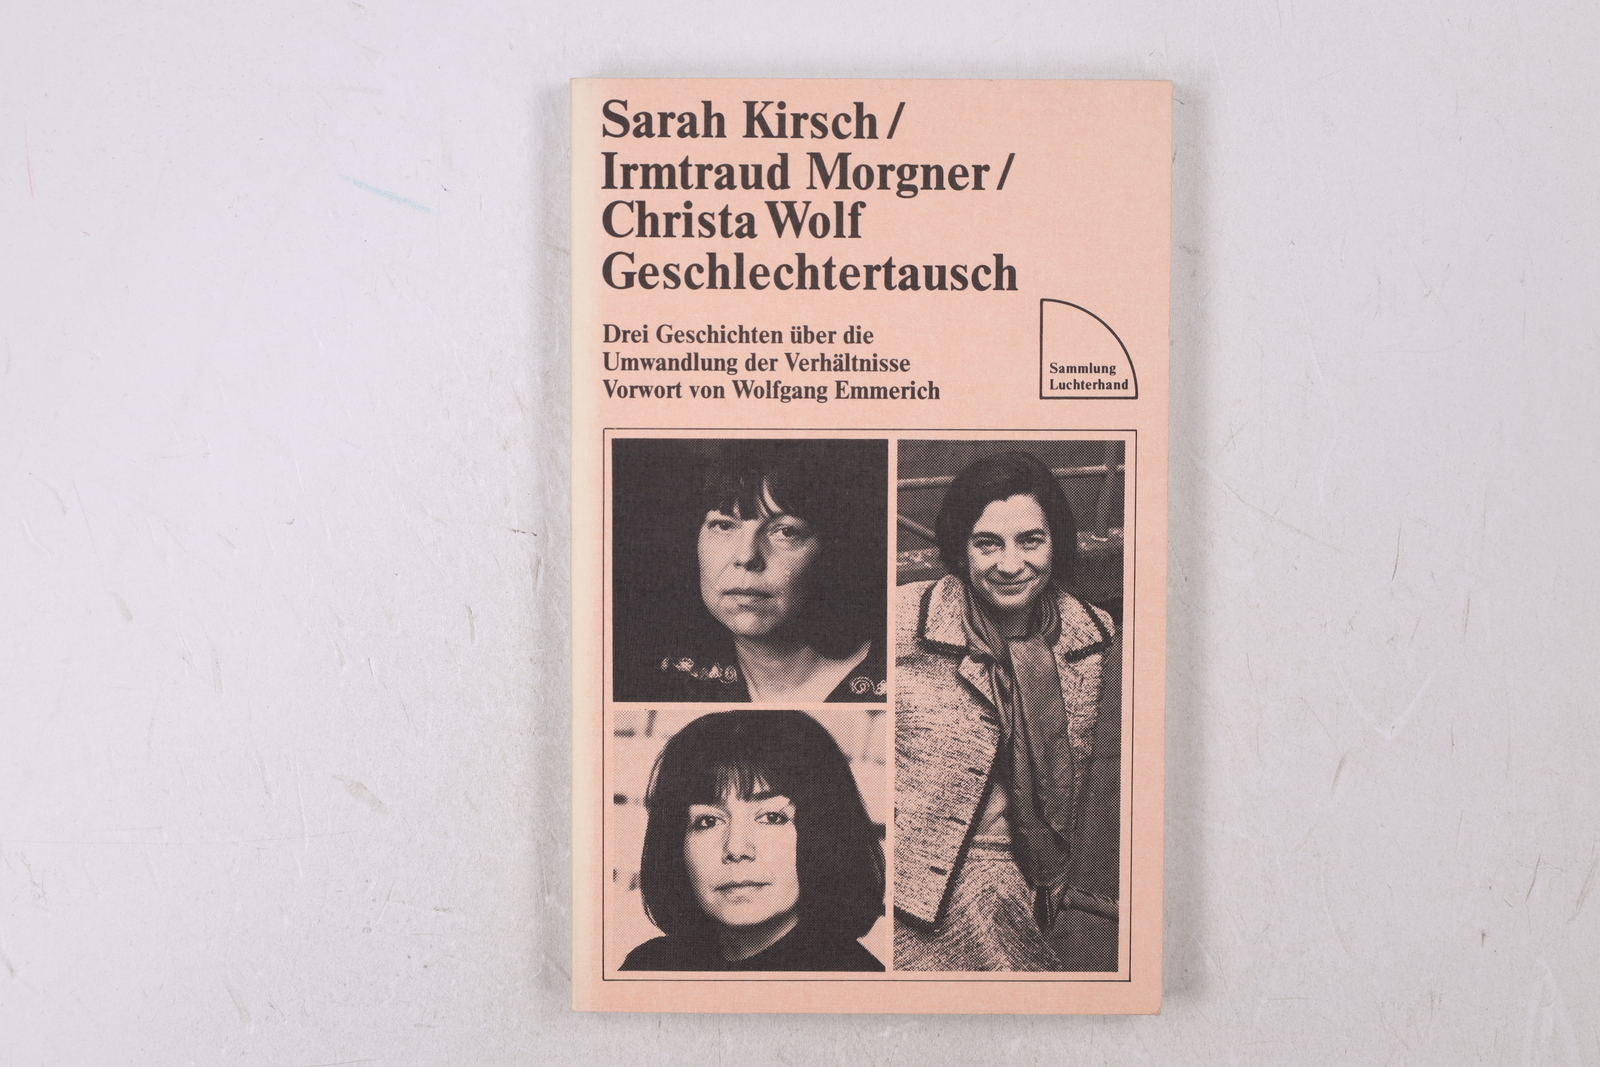 Sarah Kirsch /
Irmtraud Morgner /
Christa Wolf
Geschlechtertausch
Drei Geschichten über die
Umwandlung der Verhältnisse
Vorwort von Wolfgang Emmerich
Sammlung
Luchterhand